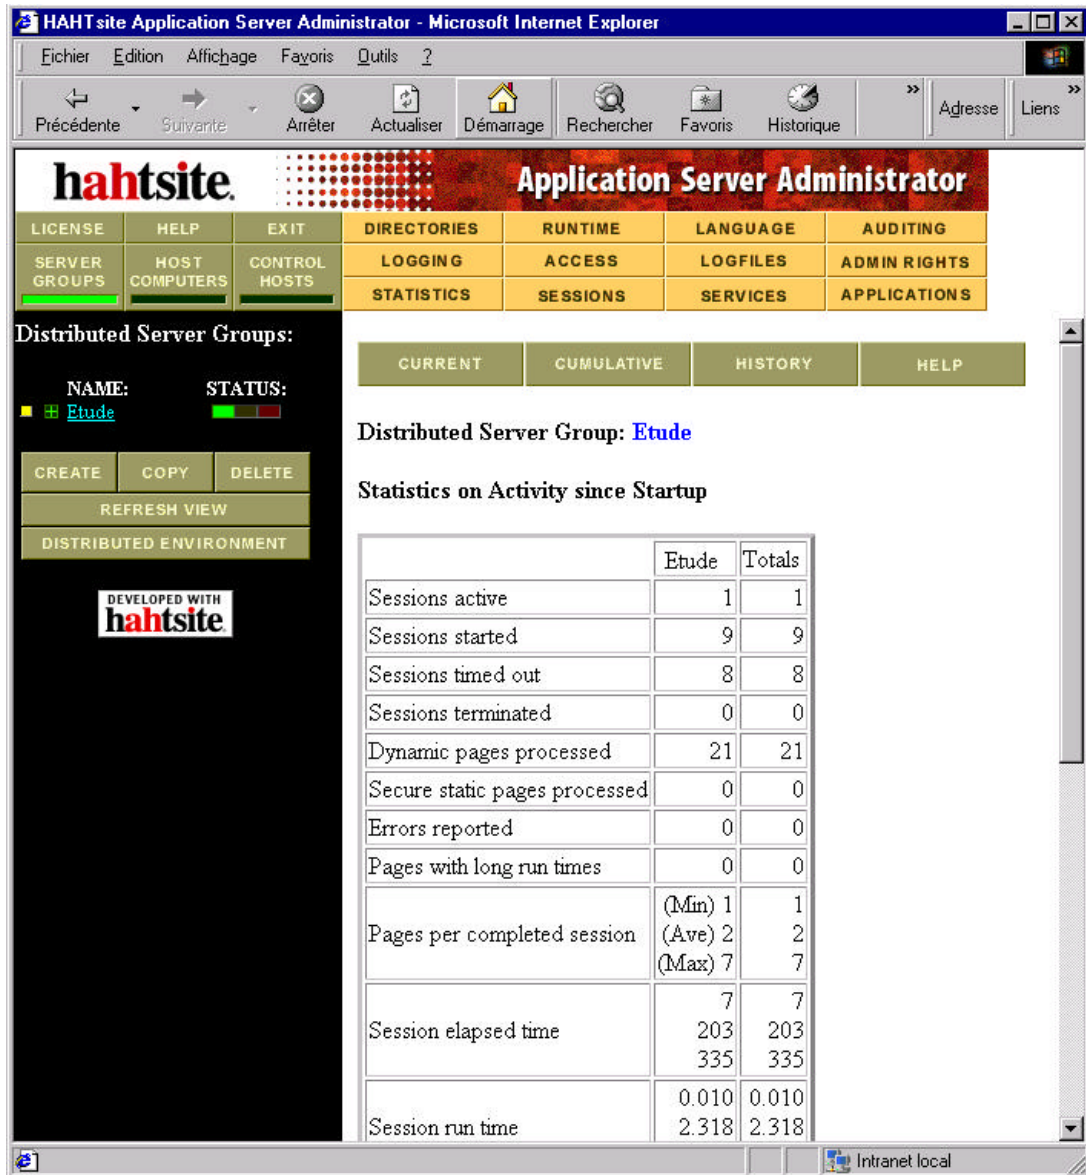 HAHTsite Application Server Administrator - Microsoft Internet Explorer
Fichier Edition Affichage Favoris Outils ?
Précédente Suivante Arrêter Actualiser Démarrage Rechercher Favoris Historique » Adresse Liens »
hahtsite. Application Server Administrator
LICENSE HELP EXIT DIRECTORIES RUNTIME LANGUAGE AUDITING
SERVER GROUPS HOST COMPUTERS CONTROL HOSTS LOGGING ACCESS LOGFILES ADMIN RIGHTS
STATISTICS SESSIONS SERVICES APPLICATIONS
Distributed Server Groups:
NAME: STATUS:
Etude
CREATE COPY DELETE
REFRESH VIEW
DISTRIBUTED ENVIRONMENT
DEVELOPED WITH
hahtsite.
CURRENT CUMULATIVE HISTORY HELP
Distributed Server Group: Etude
Statistics on Activity since Startup
Etude Totals
Sessions active 1 1
Sessions started 9 9
Sessions timed out 8 8
Sessions terminated 0 0
Dynamic pages processed 21 21
Secure static pages processed 0 0
Errors reported 0 0
Pages with long run times 0 0
(Min) 1 1
Pages per completed session (Ave) 2 2
(Max) 7 7
7 7
Session elapsed time 203 203
335 335
0.010 0.010
Session run time 2.318 2.318
Intranet local